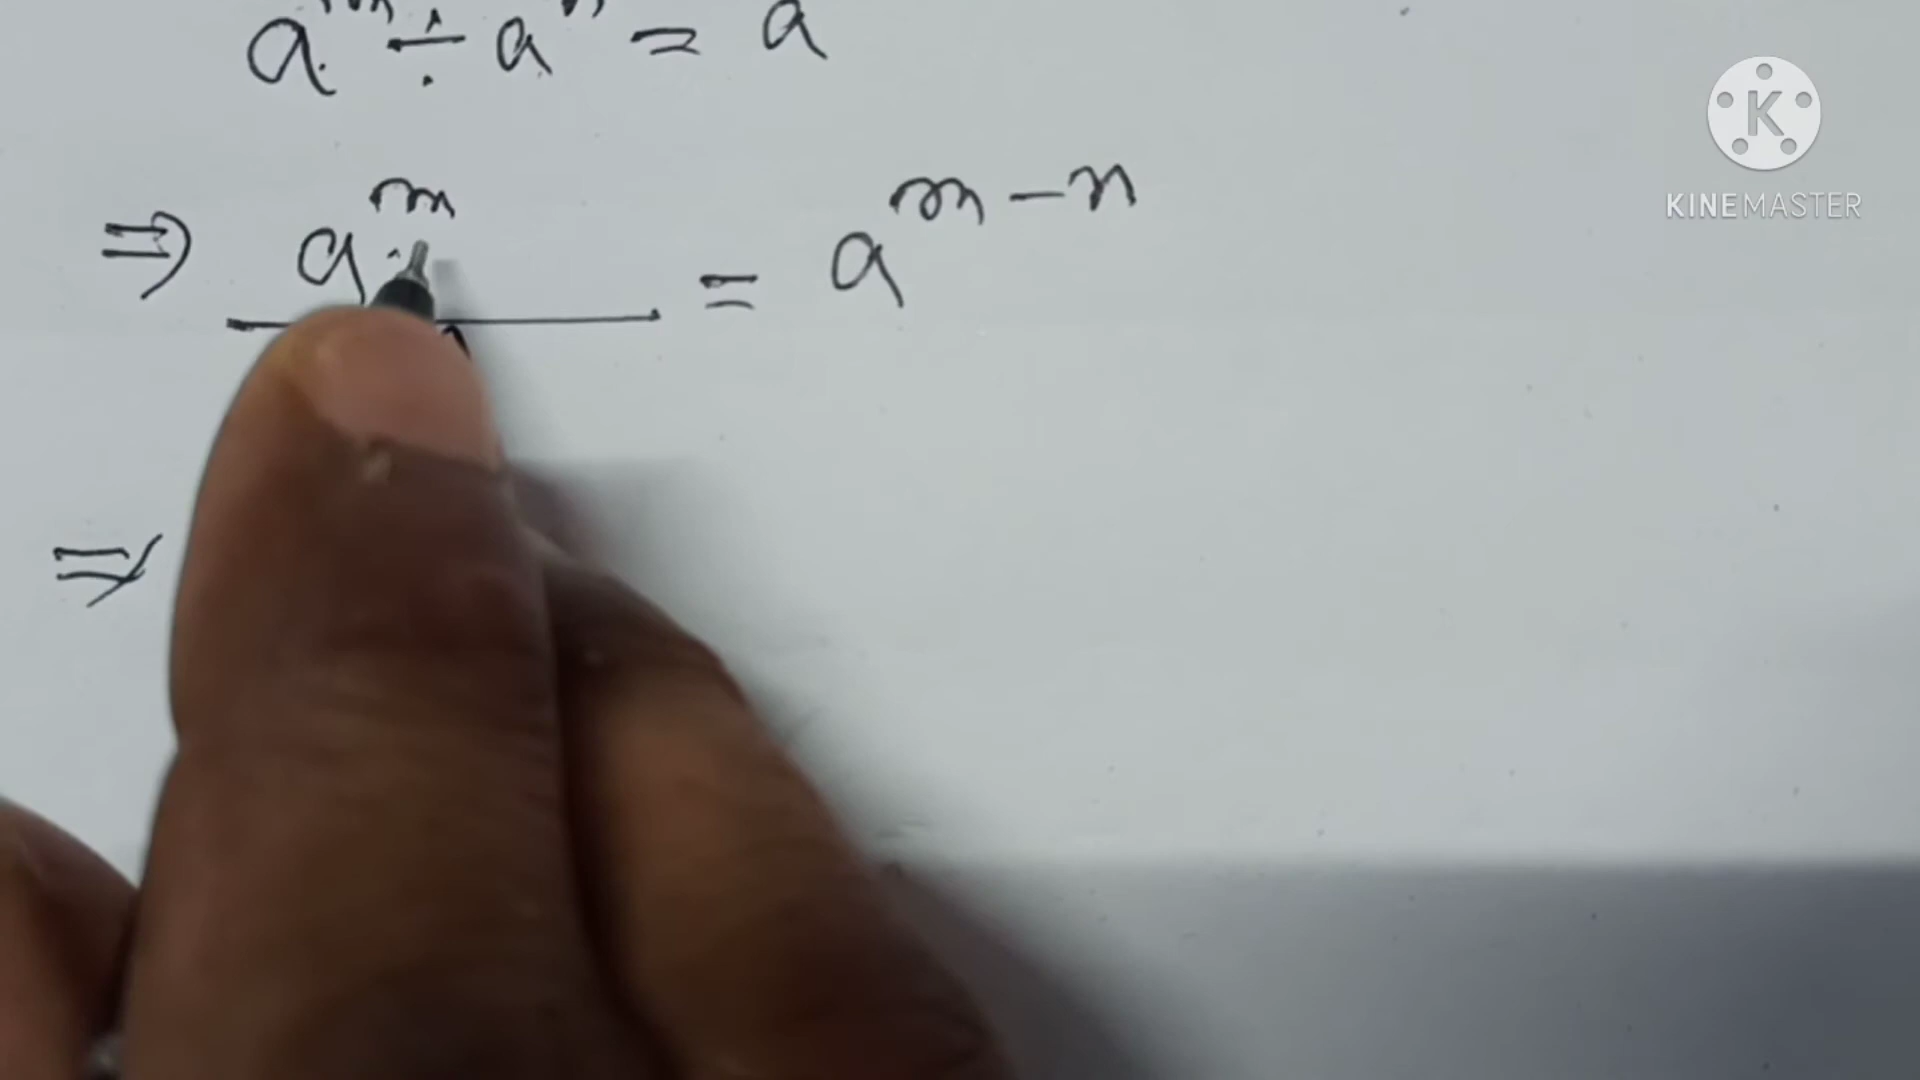 a^m ÷ a^n = a
⇒ a^m / = a^{m-n}
⇒
KINEMASTER